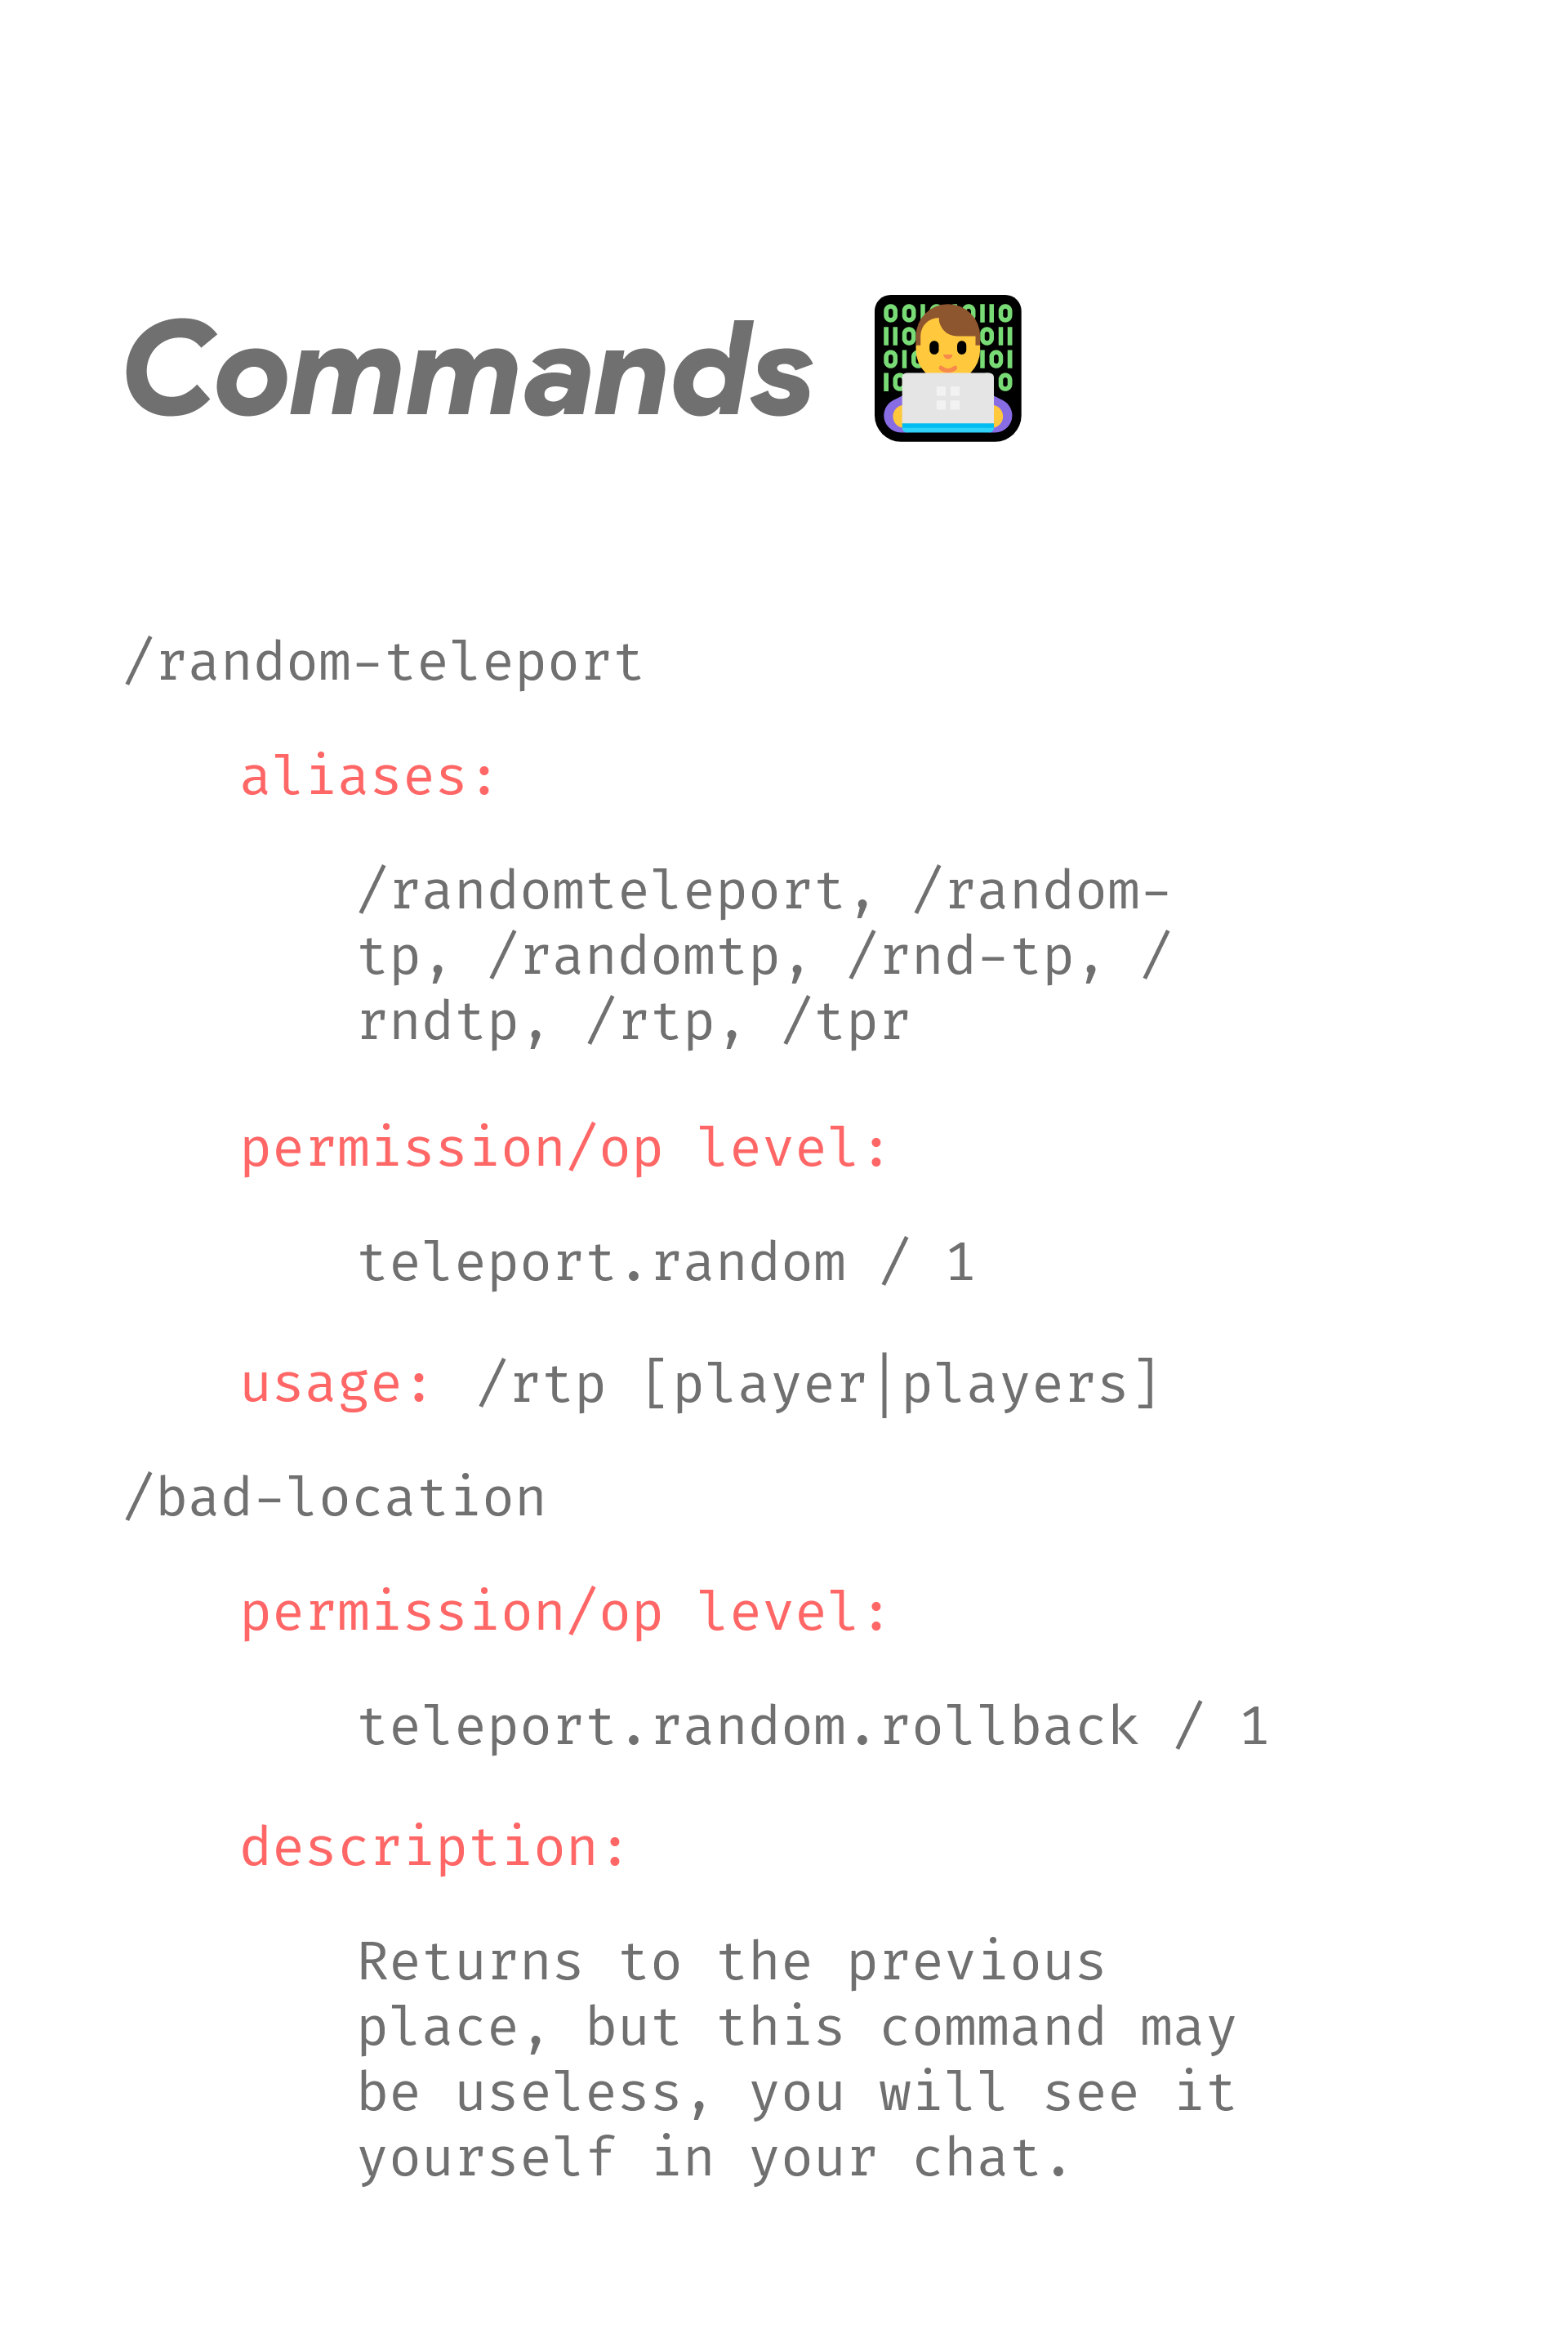 Commands
/random-teleport
aliases:
/randomteleport, /random-
tp, /randomtp, /rnd-tp, /
rndtp, /rtp, /tpr
permission/op level:
teleport.random / 1
usage: /rtp [player|players]
/bad-location
permission/op level:
teleport.random.rollback / 1
description:
Returns to the previous
place, but this command may
be useless, you will see it
yourself in your chat.